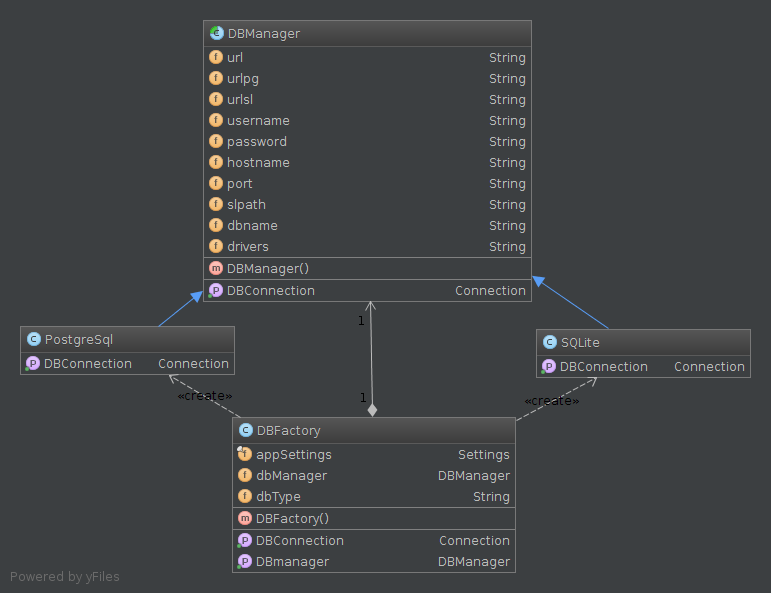 DBManager
url String
urlpg String
urlsl String
username String
password String
hostname String
port String
slpath String
dbname String
drivers String
DBManager()
DBConnection Connection
1
PostgreSql
DBConnection Connection
SQLite
DBConnection Connection
«create»
1
«create»
DBFactory
appSettings Settings
dbManager DBManager
dbType String
DBFactory()
DBConnection Connection
DBmanager DBManager
Powered by yFiles